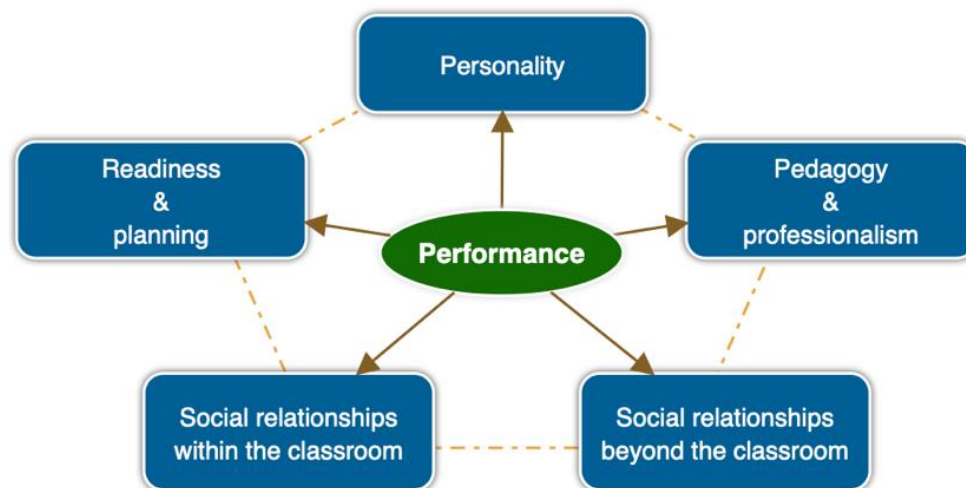 Personality
Readiness
&
planning
Pedagogy
&
professionalism
Performance
Social relationships
within the classroom
Social relationships
beyond the classroom